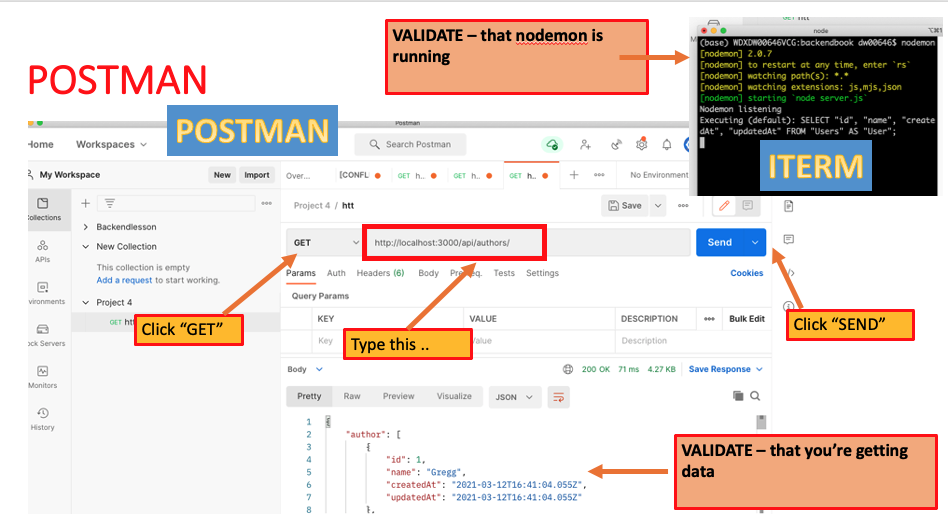 VALIDATE – that nodemon is
running
POSTMAN
POSTMAN
Postman
Home
Workspaces
Search Postman
My Workspace
New
Import
Over...
[CONFL
GET h..
GET h..
GET h..
No Environment
Collections
APIs
Environments
Mock Servers
Monitors
History
Backendlesson
New Collection
This collection is empty
Add a request to start working.
Project 4
GET htt
Project 4 / htt
Save
GET
http://localhost:3000/api/authors/
Send
Params
Auth
Headers (6)
Body
Tests
Settings
Cookies
Query Params
KEY
VALUE
DESCRIPTION
Bulk Edit
Key
Value
Description
Click “GET”
Type this ..
Click “SEND”
Body
200 OK
71 ms
4.27 KB
Save Response
Pretty
Raw
Preview
Visualize
JSON
1
2 "author": [
3 {
4 "id": 1,
5 "name": "Gregg",
6 "createdAt": "2021-03-12T16:41:04.055Z",
7 "updatedAt": "2021-03-12T16:41:04.055Z"
8 },
VALIDATE – that you’re getting
data
GET htt
node
(base) WDXDW00646VCG:backendbook dw00646$ nodemon
[nodemon] 2.0.7
[nodemon] to restart at any time, enter `rs`
[nodemon] watching path(s): *.*
[nodemon] watching extensions: js,mjs,json
[nodemon] starting `node server.js`
Nodemon listening
Executing (default): SELECT "id", "name", "create
dAt", "updatedAt" FROM "Users" AS "User";
ITERM